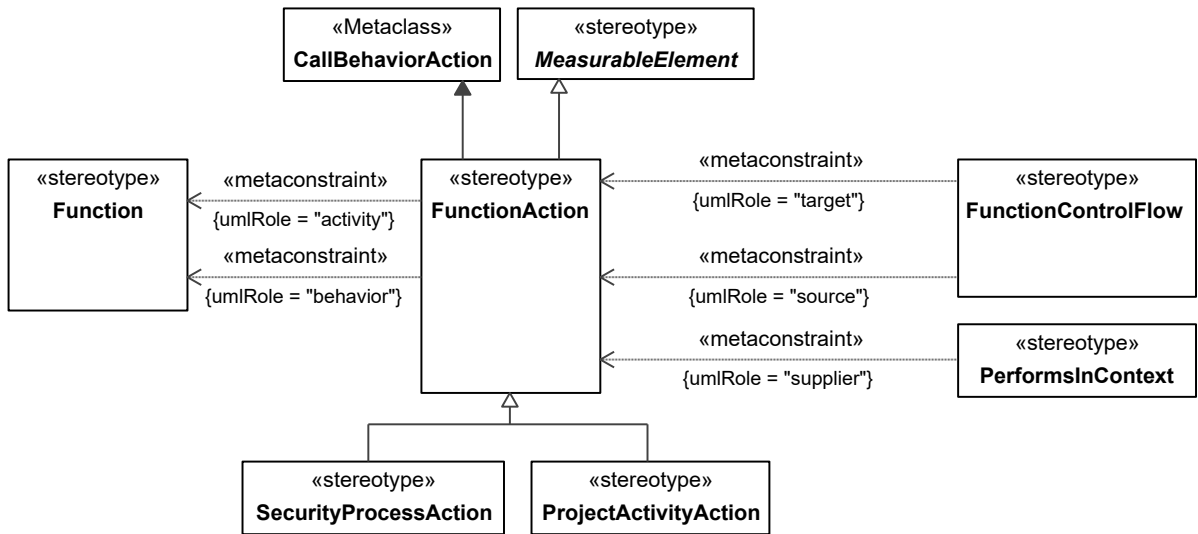 «Metaclass»
CallBehaviorAction
«stereotype»
MeasurableElement
«stereotype»
Function
«metaconstraint»
{umlRole = "activity"}
«metaconstraint»
{umlRole = "behavior"}
«stereotype»
FunctionAction
«metaconstraint»
{umlRole = "target"}
«metaconstraint»
{umlRole = "source"}
«metaconstraint»
{umlRole = "supplier"}
«stereotype»
FunctionControlFlow
«stereotype»
PerformsInContext
«stereotype»
SecurityProcessAction
«stereotype»
ProjectActivityAction